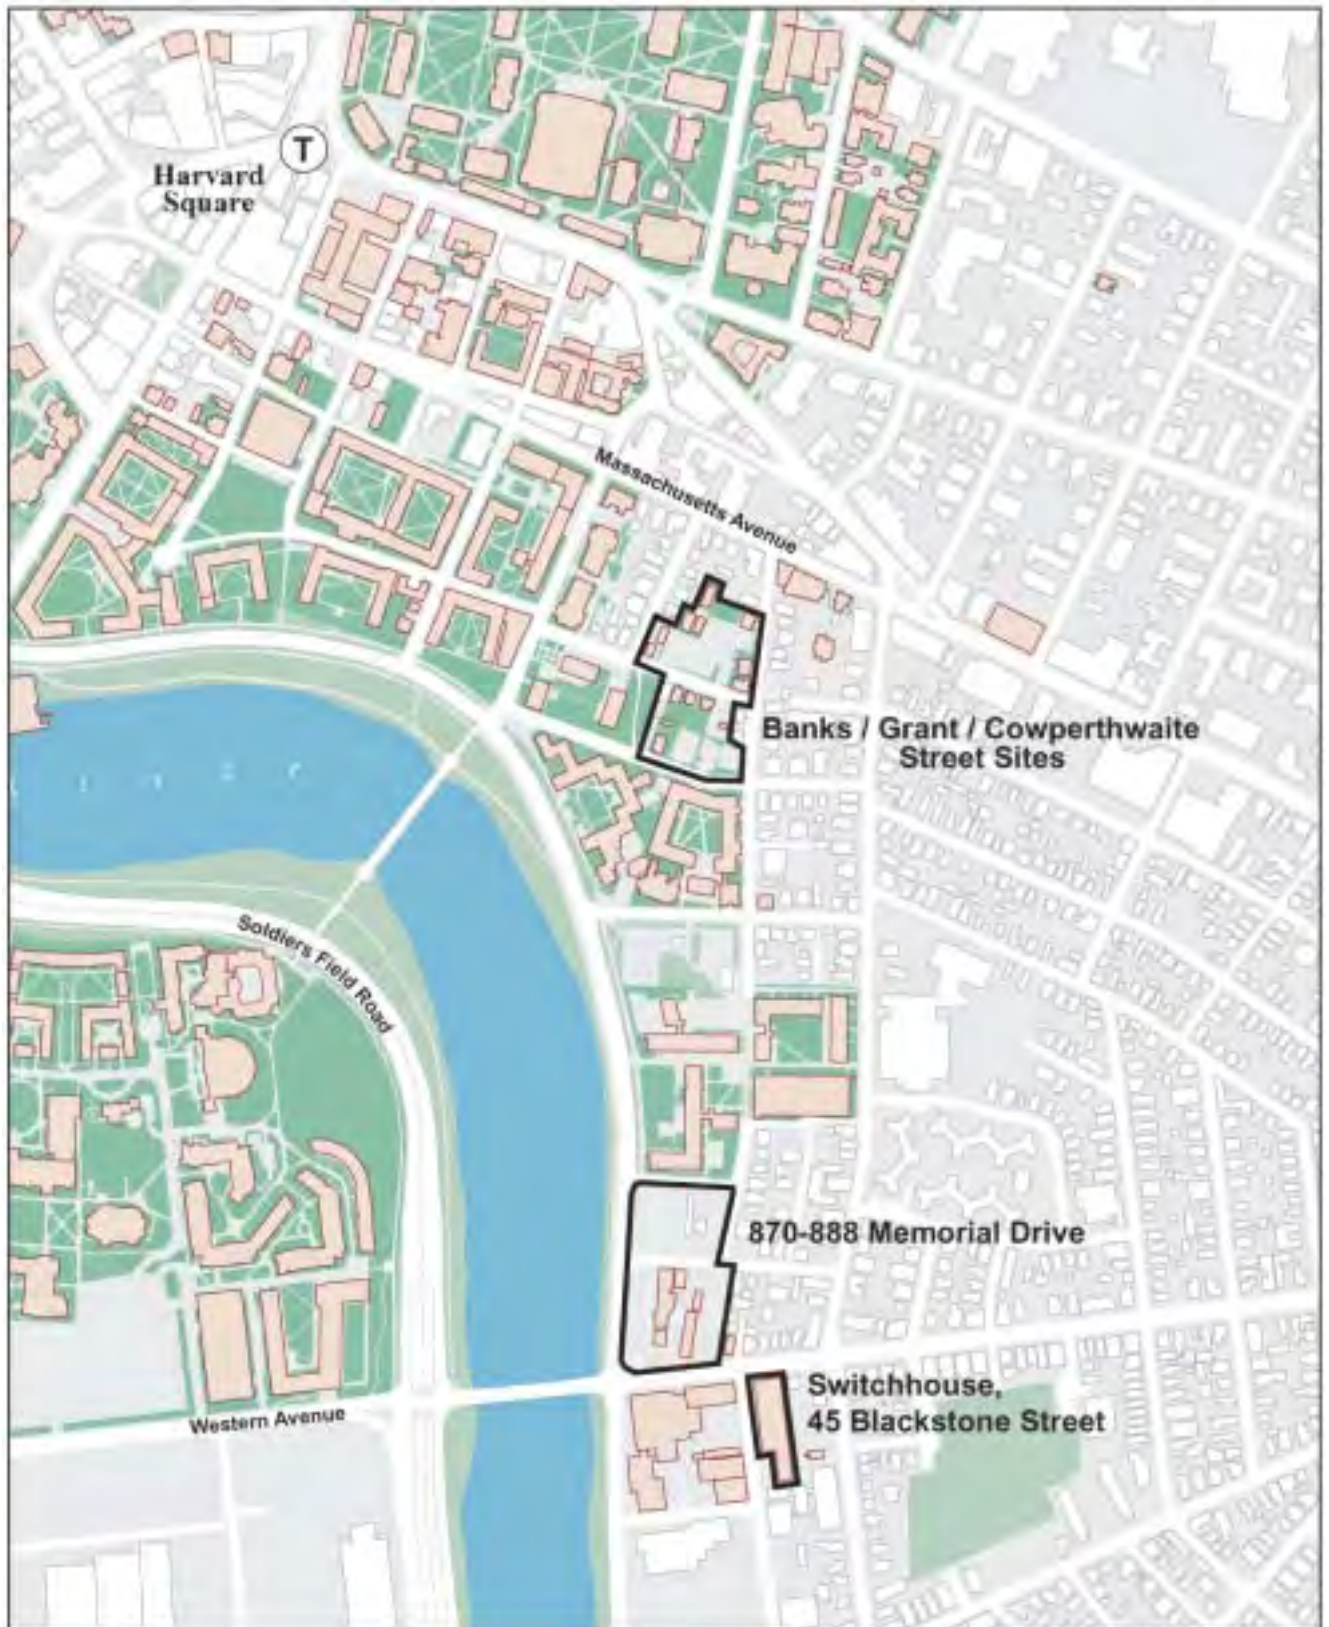 T
Harvard
Square
Massachusetts Avenue
Banks / Grant / Cowperthwaite
Street Sites
Soldiers Field Road
870-888 Memorial Drive
Switchhouse,
45 Blackstone Street
Western Avenue